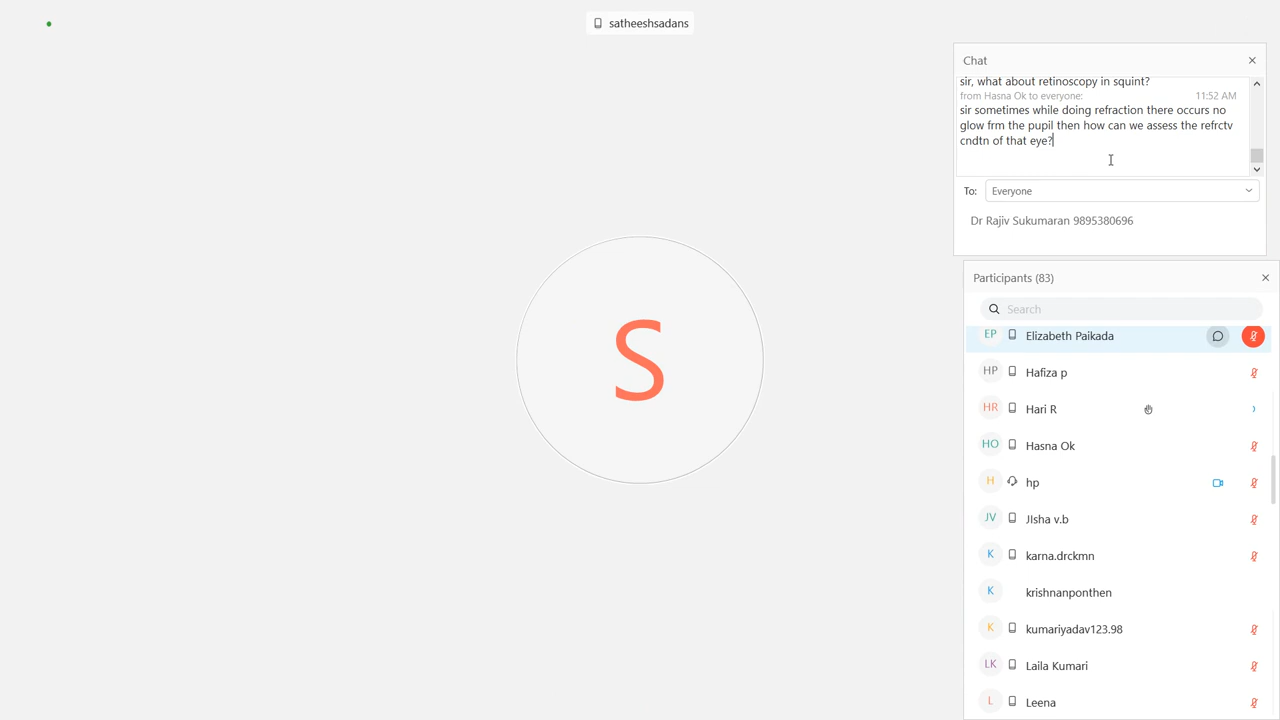 satheeshsadans
S
Chat
sir, what about retinoscopy in squint?
from Hasna Ok to everyone: 11:52 AM
sir sometimes while doing refraction there occurs no
glow frm the pupil then how can we assess the refrctv
cndtn of that eye?
To: Everyone
Dr Rajiv Sukumaran 9895380696
Participants (83)
Search
EP Elizabeth Paikada
HP Hafiza p
HR Hari R
HO Hasna Ok
H hp
JV JIsha v.b
K karna.drckmn
K krishnanponthen
K kumariyadav123.98
LK Laila Kumari
L Leena